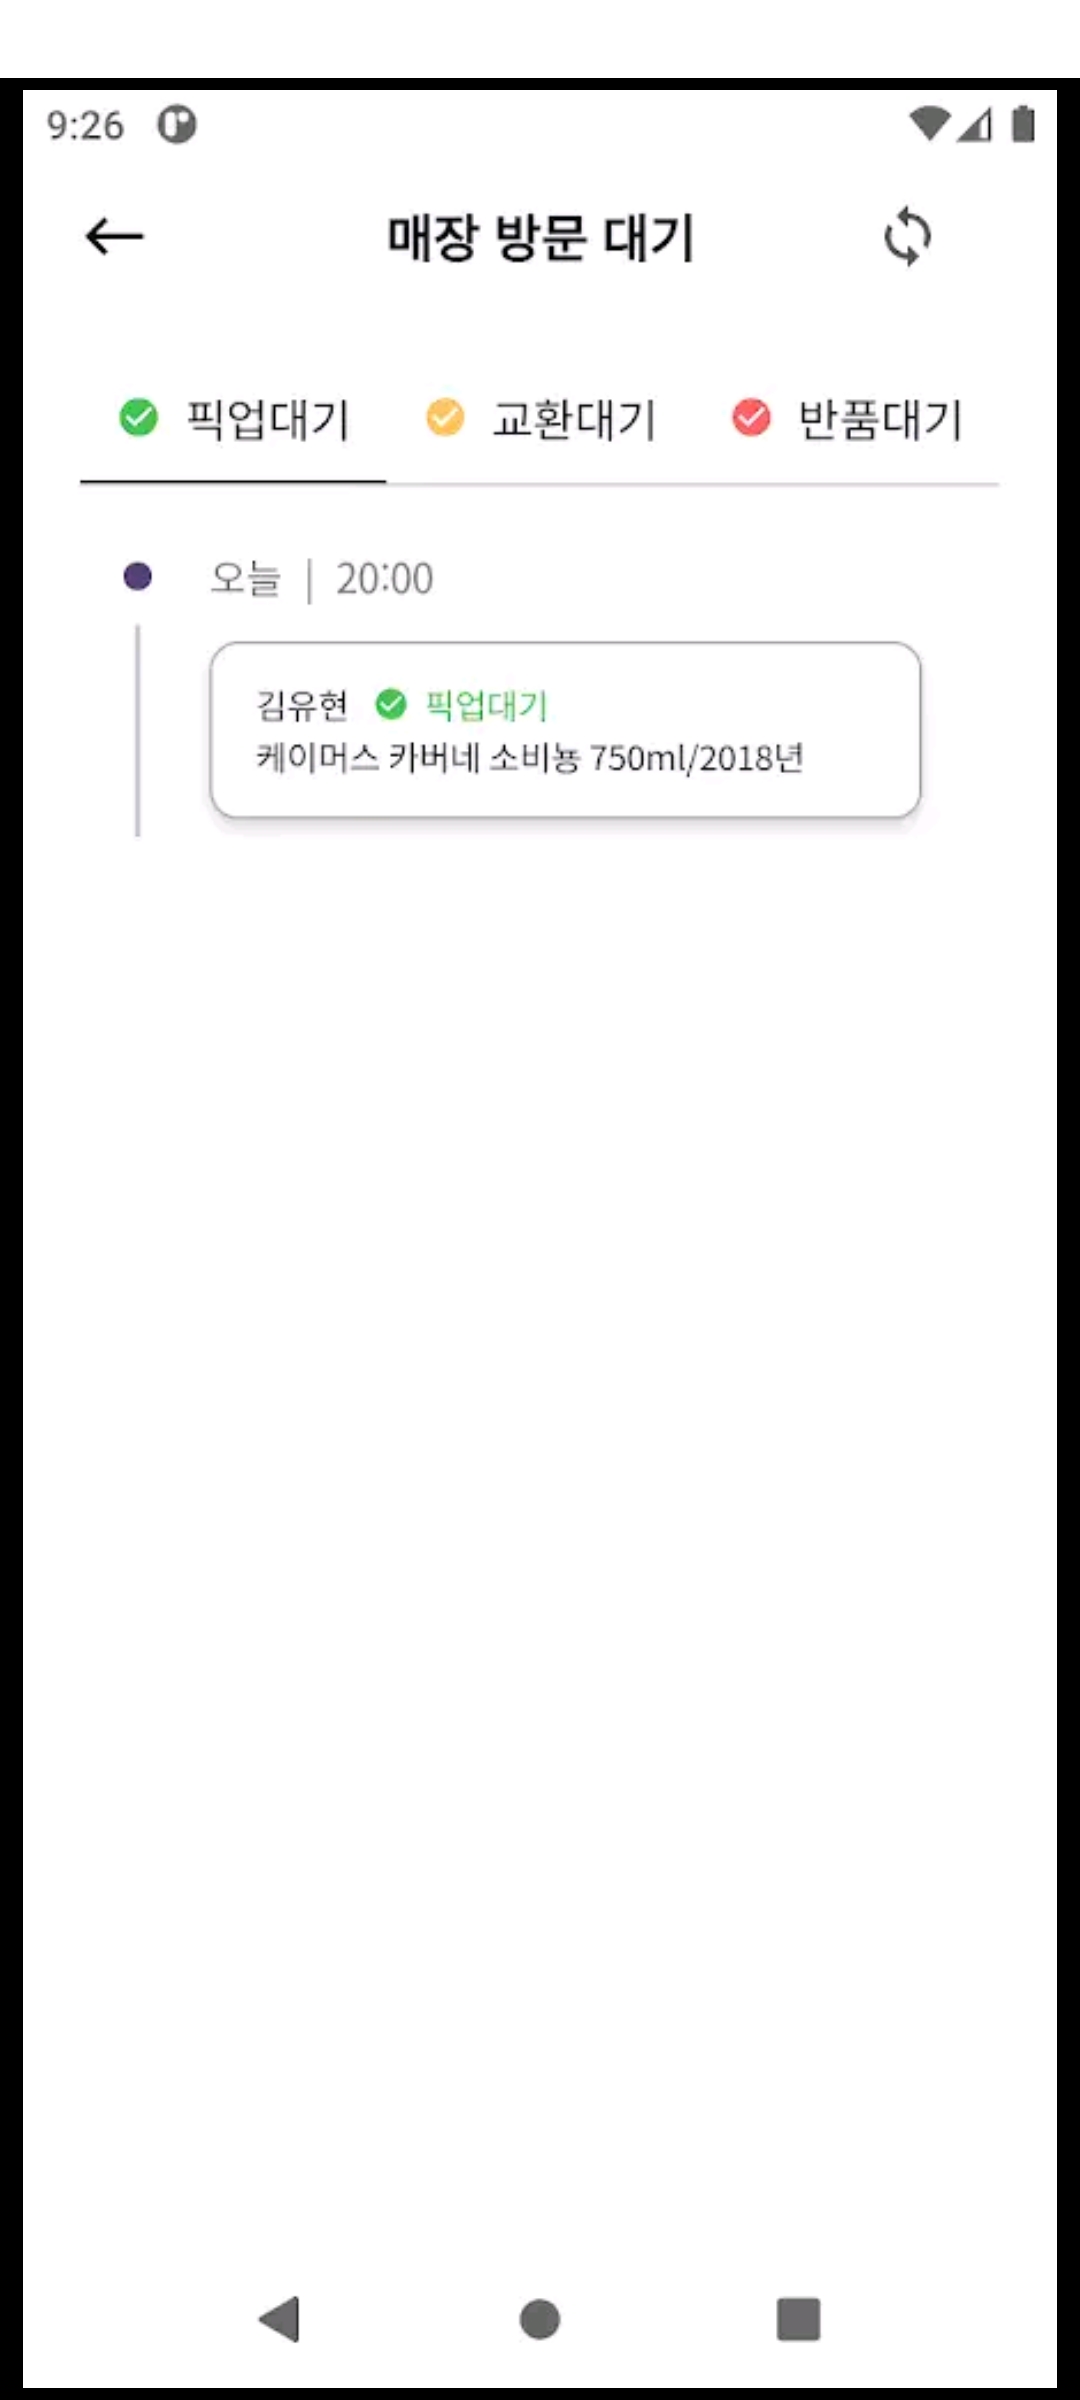 9:26
매장 방문 대기
픽업대기 교환대기 반품대기
오늘 | 20:00
김유현 픽업대기
케이머스 카버네 소비뇽 750ml/2018년